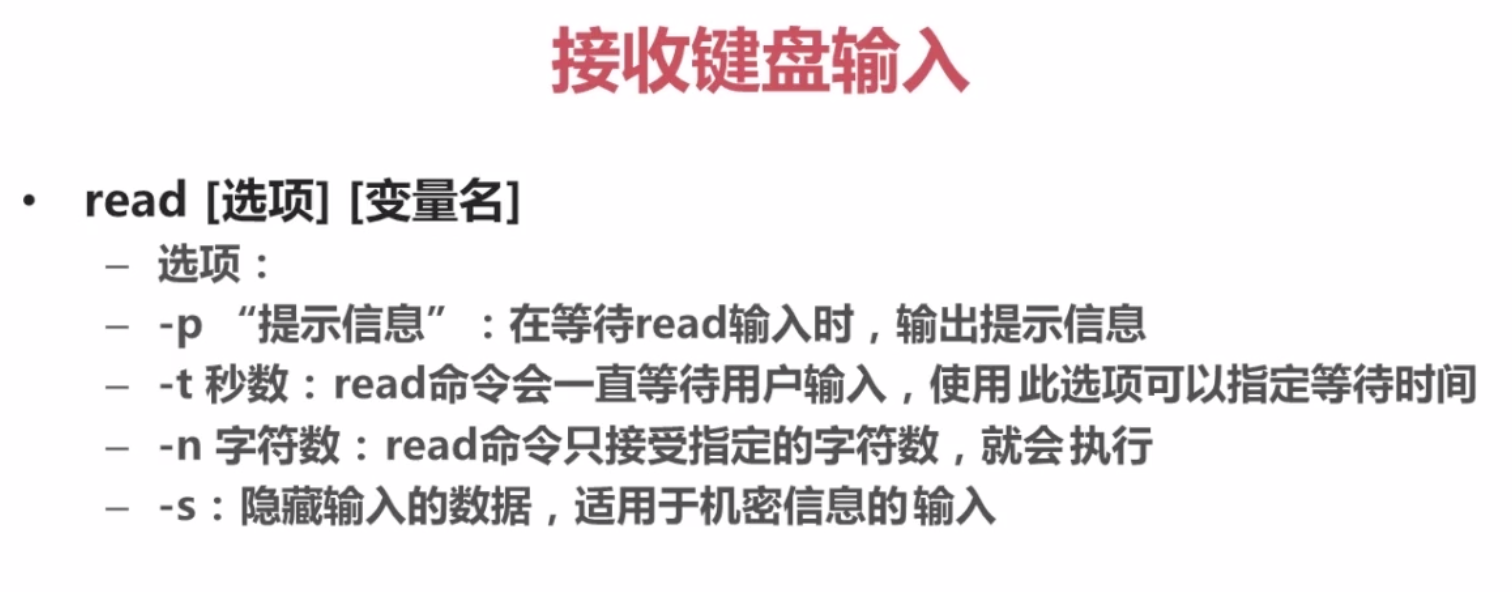 接收键盘输入
• read [选项] [变量名]
– 选项：
– -p “提示信息”：在等待read输入时，输出提示信息
– -t 秒数：read命令会一直等待用户输入，使用此选项可以指定等待时间
– -n 字符数：read命令只接受指定的字符数，就会执行
– -s：隐藏输入的数据，适用于机密信息的输入